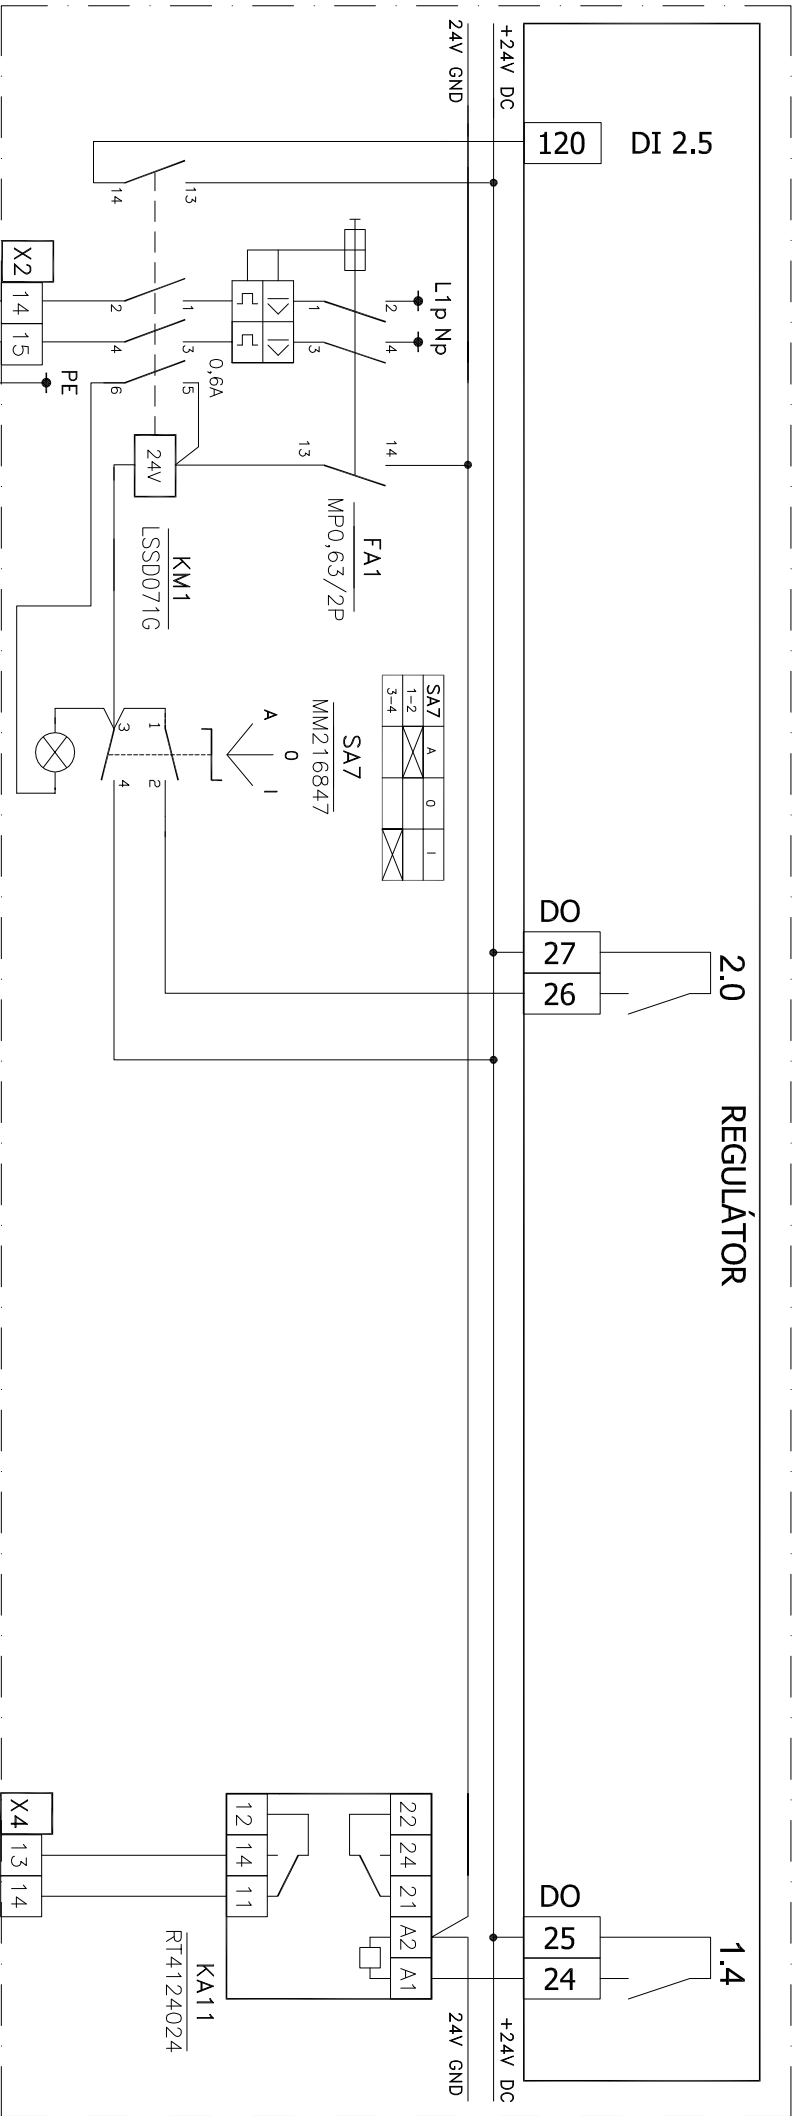 +24V DC
24V GND
120
DI 2.5
14
13
X2
14
15
PE
2
1
4
3
6
5
0,6A
1
2
3
4
L1p Np
13
14
24V
KM1
LSSD071G
FA1
MP0,63/2P
SA7
A
0
I
1-2
3-4
SA7
MM216847
A
0
I
1
2
3
4
DO
27
26
2.0
REGULÁTOR
X4
13
14
12
14
11
22
24
21
A2
A1
KA11
RT4124024
DO
25
24
1.4
+24V DC
24V GND